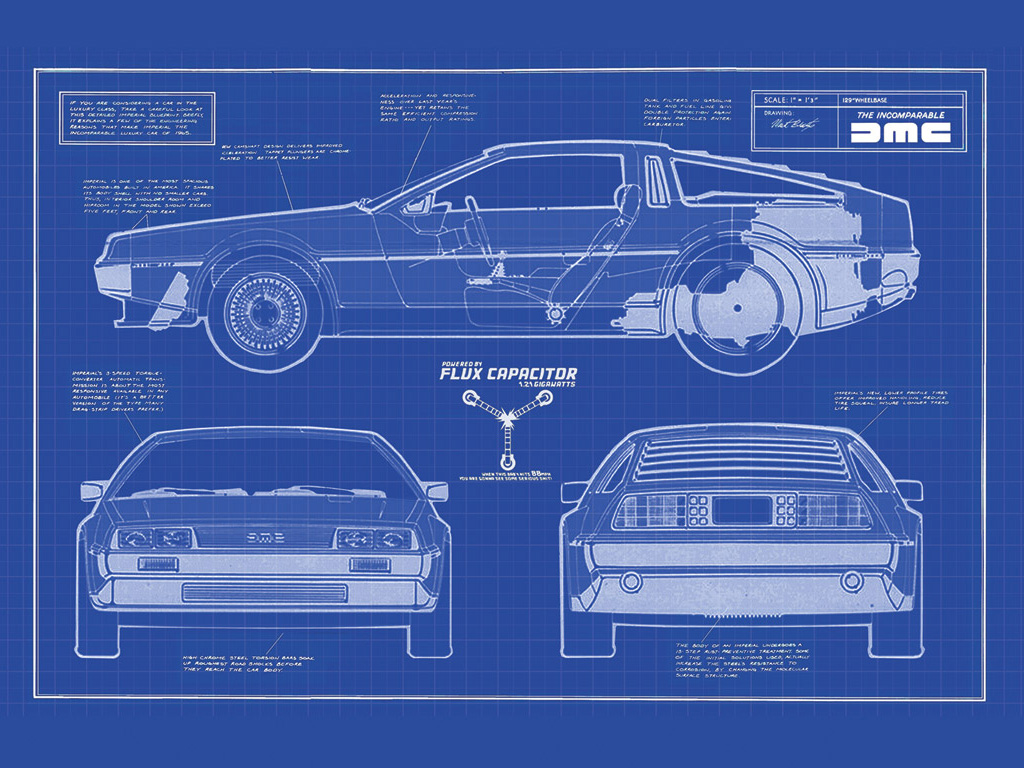 IF YOU ARE CONSIDERING A CAR IN THE
LUXURY CLASS, TAKE A CAREFUL LOOK AT
THIS DETAILED IMPERIAL BLUEPRINT. BRIEFLY,
IT EXPLAINS A FEW OF THE ENGINEERING
REASONS THAT MAKE IMPERIAL THE
INCOMPARABLE LUXURY CAR OF 1965.
ACCELERATION AND RESPONSIVE-
NESS OVER LAST YEAR'S
ENGINE---YET RETAINS THE
SAME EFFICIENT COMPRESSION
RATIO AND OUTPUT RATINGS.
DUAL FILTERS IN GASOLINE
TANK AND FUEL LINE GIVE
DOUBLE PROTECTION AGAIN
FOREIGN PARTICLES ENTERI
CARBURETOR.
SCALE: 1" = 1'3"
129" WHEELBASE
DRAWING:
THE INCOMPARABLE
DMC
NEW CAMSHAFT DESIGN DELIVERS IMPROVED
TAPPET PLUNGERS ARE CHROME-
PLATED TO BETTER RESIST WEAR.
IMPERIAL IS ONE OF THE MOST SPACIOUS
AUTOMOBILES BUILT IN AMERICA. IT SHARES
ITS BODY SHELL WITH NO SMALLER CARS.
THUS, INTERIOR SHOULDER ROOM AND
HIPROOM IN THE MODEL SHOWN EXCEED
FIVE FEET, FRONT AND REAR.
POWERED BY
FLUX CAPACITOR
1.21 GIGAWATTS
WHEN THIS BABY HITS 88MPH
YOU ARE GONNA SEE SOME SERIOUS SHIT!
IMPERIAL'S 3-SPEED TORQUE-
CONVERTER AUTOMATIC TRANS-
MISSION IS ABOUT THE MOST
RESPONSIVE AVAILABLE IN ANY
AUTOMOBILE (IT'S A BETTER
VERSION OF THE TYPE MANY
DRAG-STRIP DRIVERS PREFER.)
IMPERIAL'S NEW, LOWER PROFILE TIRES
OFFER IMPROVED HANDLING, REDUCE
TIRE SQUEAL, INSURE LONGER TREAD
LIFE.
DMC
HIGH CHROME STEEL TORSION BARS SOAK
UP ROUGHEST ROAD SHOCKS BEFORE
THEY REACH THE CAR BODY.
THE BODY OF AN IMPERIAL UNDERGOES A
13 STEP RUST-PREVENTIVE TREATMENT. SOME
OF THE INITIAL SOLUTIONS USED, ACTUALLY
INCREASE THE STEEL'S RESISTANCE TO
CORROSION, BY CHANGING THE MOLECULAR
SURFACE STRUCTURE.